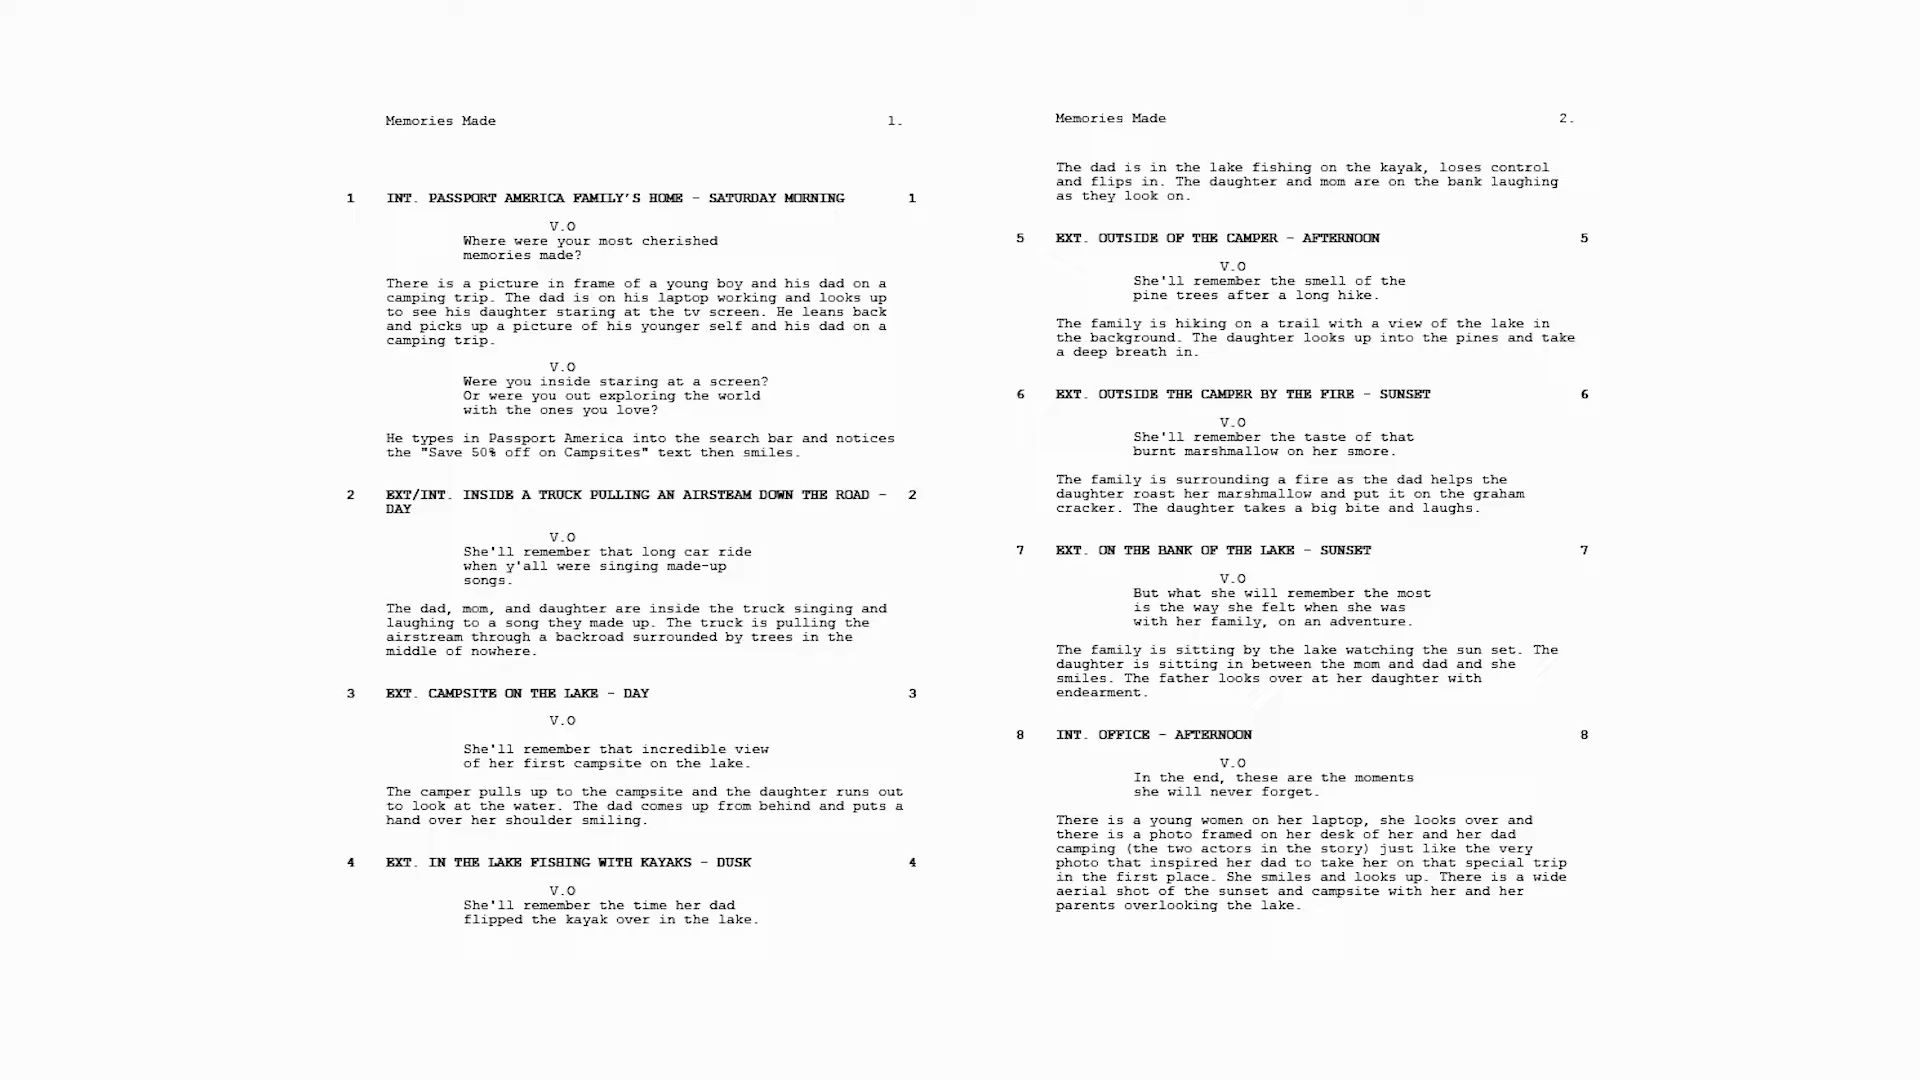 Memories Made 1.
1 INT. PASSPORT AMERICA FAMILY'S HOME - SATURDAY MORNING 1
V.O
Where were your most cherished
memories made?
There is a picture in frame of a young boy and his dad on a
camping trip. The dad is on his laptop working and looks up
to see his daughter staring at the tv screen. He leans back
and picks up a picture of his younger self and his dad on a
camping trip.
V.O
Were you inside staring at a screen?
Or were you out exploring the world
with the ones you love?
He types in Passport America into the search bar and notices
the "Save 50% off on Campsites" text then smiles.
2 EXT/INT. INSIDE A TRUCK PULLING AN AIRSTEAM DOWN THE ROAD - 2
DAY
V.O
She'll remember that long car ride
when y'all were singing made-up
songs.
The dad, mom, and daughter are inside the truck singing and
laughing to a song they made up. The truck is pulling the
airstream through a backroad surrounded by trees in the
middle of nowhere.
3 EXT. CAMPSITE ON THE LAKE - DAY 3
V.O
She'll remember that incredible view
of her first campsite on the lake.
The camper pulls up to the campsite and the daughter runs out
to look at the water. The dad comes up from behind and puts a
hand over her shoulder smiling.
4 EXT. IN THE LAKE FISHING WITH KAYAKS - DUSK 4
V.O
She'll remember the time her dad
flipped the kayak over in the lake.
Memories Made 2.
The dad is in the lake fishing on the kayak, loses control
and flips in. The daughter and mom are on the bank laughing
as they look on.
5 EXT. OUTSIDE OF THE CAMPER - AFTERNOON 5
V.O
She'll remember the smell of the
pine trees after a long hike.
The family is hiking on a trail with a view of the lake in
the background. The daughter looks up into the pines and take
a deep breath in.
6 EXT. OUTSIDE THE CAMPER BY THE FIRE - SUNSET 6
V.O
She'll remember the taste of that
burnt marshmallow on her smore.
The family is surrounding a fire as the dad helps the
daughter roast her marshmallow and put it on the graham
cracker. The daughter takes a big bite and laughs.
7 EXT. ON THE BANK OF THE LAKE - SUNSET 7
V.O
But what she will remember the most
is the way she felt when she was
with her family, on an adventure.
The family is sitting by the lake watching the sun set. The
daughter is sitting in between the mom and dad and she
smiles. The father looks over at her daughter with
endearment.
8 INT. OFFICE - AFTERNOON 8
V.O
In the end, these are the moments
she will never forget.
There is a young women on her laptop, she looks over and
there is a photo framed on her desk of her and her dad
camping (the two actors in the story) just like the very
photo that inspired her dad to take her on that special trip
in the first place. She smiles and looks up. There is a wide
aerial shot of the sunset and campsite with her and her
parents overlooking the lake.